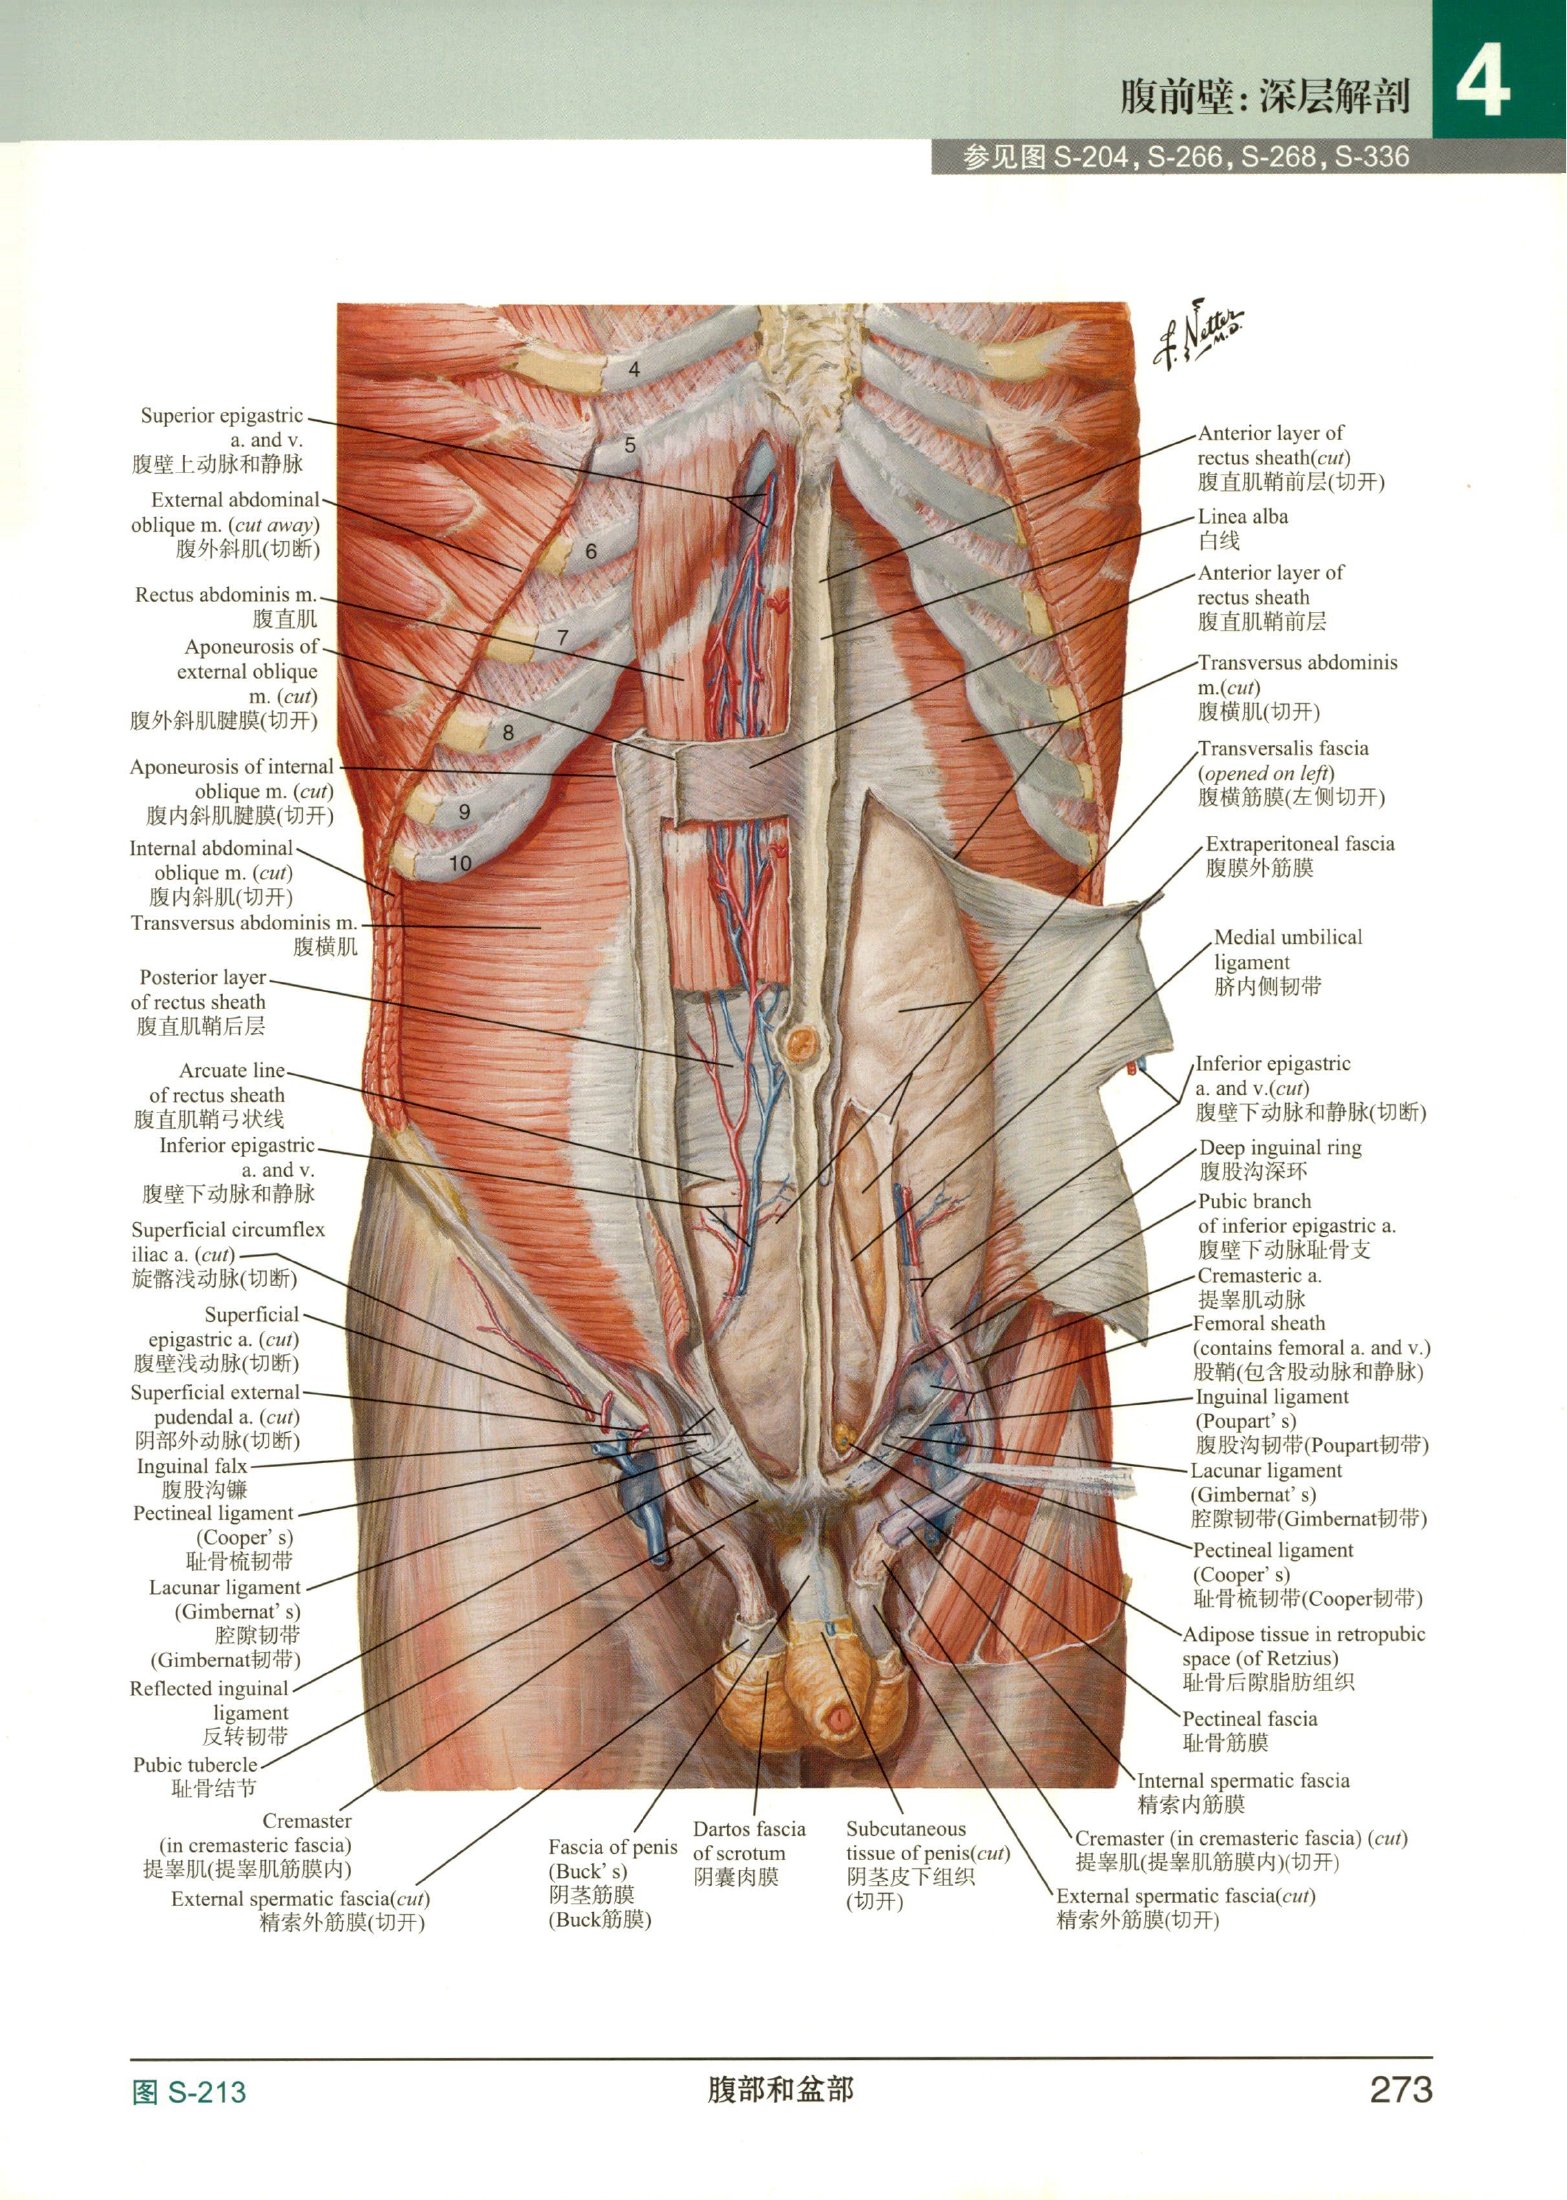 腹前壁：深层解剖
4
参见图 S-204, S-266, S-268, S-336
F. Netter
M.D.
4
5
6
7
8
9
10
Superior epigastric
a. and v.
腹壁上动脉和静脉
External abdominal
oblique m. (cut away)
腹外斜肌(切断)
Rectus abdominis m.
腹直肌
Aponeurosis of
external oblique
m. (cut)
腹外斜肌腱膜(切开)
Aponeurosis of internal
oblique m. (cut)
腹内斜肌腱膜(切开)
Internal abdominal
oblique m. (cut)
腹内斜肌(切开)
Transversus abdominis m.
腹横肌
Posterior layer
of rectus sheath
腹直肌鞘后层
Arcuate line
of rectus sheath
腹直肌鞘弓状线
Inferior epigastric
a. and v.
腹壁下动脉和静脉
Superficial circumflex
iliac a. (cut)
旋髂浅动脉(切断)
Superficial
epigastric a. (cut)
腹壁浅动脉(切断)
Superficial external
pudendal a. (cut)
阴部外动脉(切断)
Inguinal falx
腹股沟镰
Pectineal ligament
(Cooper' s)
耻骨梳韧带
Lacunar ligament
(Gimbernat' s)
腔隙韧带
(Gimbernat韧带)
Reflected inguinal
ligament
反转韧带
Pubic tubercle
耻骨结节
Cremaster
(in cremasteric fascia)
提睾肌(提睾肌筋膜内)
External spermatic fascia(cut)
精索外筋膜(切开)
Fascia of penis
(Buck' s)
阴茎筋膜
(Buck筋膜)
Dartos fascia
of scrotum
阴囊肉膜
Subcutaneous
tissue of penis(cut)
阴茎皮下组织
(切开)
Anterior layer of
rectus sheath(cut)
腹直肌鞘前层(切开)
Linea alba
白线
Anterior layer of
rectus sheath
腹直肌鞘前层
Transversus abdominis
m.(cut)
腹横肌(切开)
Transversalis fascia
(opened on left)
腹横筋膜(左侧切开)
Extraperitoneal fascia
腹膜外筋膜
Medial umbilical
ligament
脐内侧韧带
Inferior epigastric
a. and v.(cut)
腹壁下动脉和静脉(切断)
Deep inguinal ring
腹股沟深环
Pubic branch
of inferior epigastric a.
腹壁下动脉耻骨支
Cremasteric a.
提睾肌动脉
Femoral sheath
(contains femoral a. and v.)
股鞘(包含股动脉和静脉)
Inguinal ligament
(Poupart' s)
腹股沟韧带(Poupart韧带)
Lacunar ligament
(Gimbernat' s)
腔隙韧带(Gimbernat韧带)
Pectineal ligament
(Cooper' s)
耻骨梳韧带(Cooper韧带)
Adipose tissue in retropubic
space (of Retzius)
耻骨后隙脂肪组织
Pectineal fascia
耻骨筋膜
Internal spermatic fascia
精索内筋膜
Cremaster (in cremasteric fascia) (cut)
提睾肌(提睾肌筋膜内)(切开)
External spermatic fascia(cut)
精索外筋膜(切开)
图 S-213
腹部和盆部
273